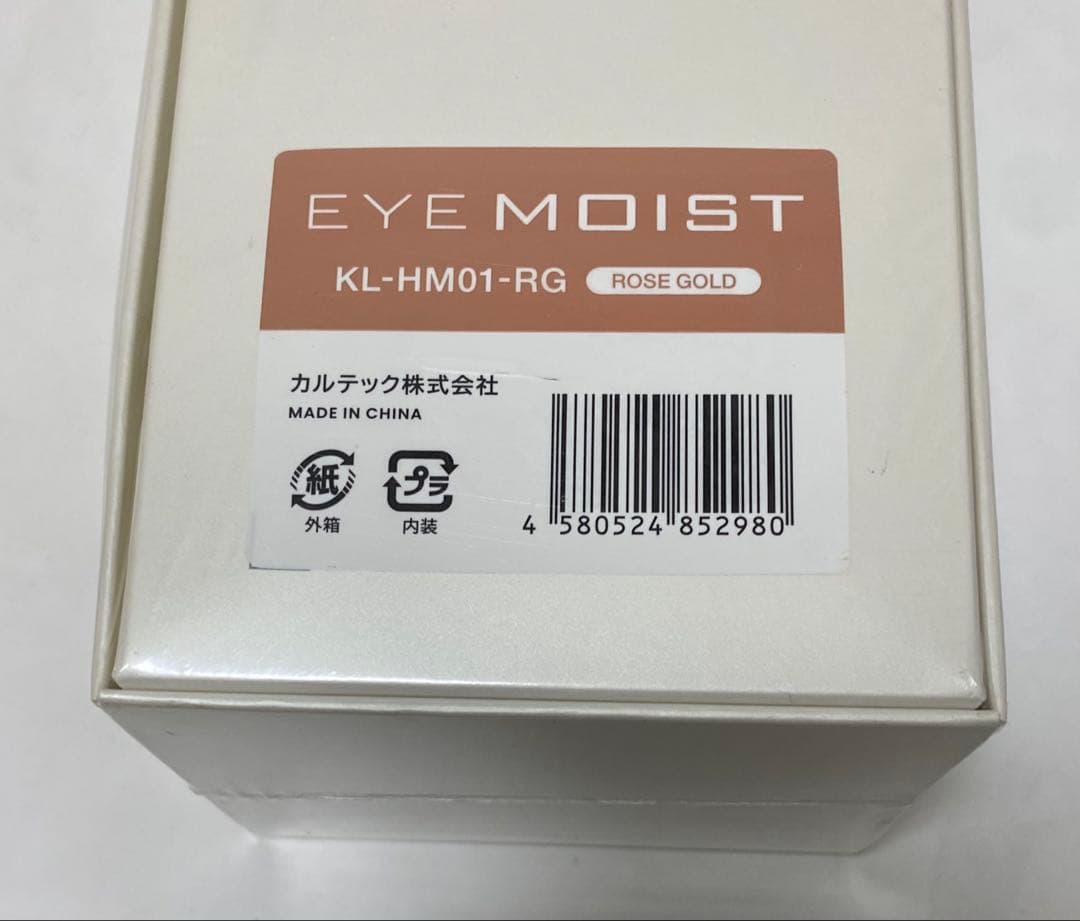 EYE MOIST
KL-HM01-RG ROSE GOLD
カルテック株式会社
MADE IN CHINA
紙 プラ
外箱 内装
4 580524 852980